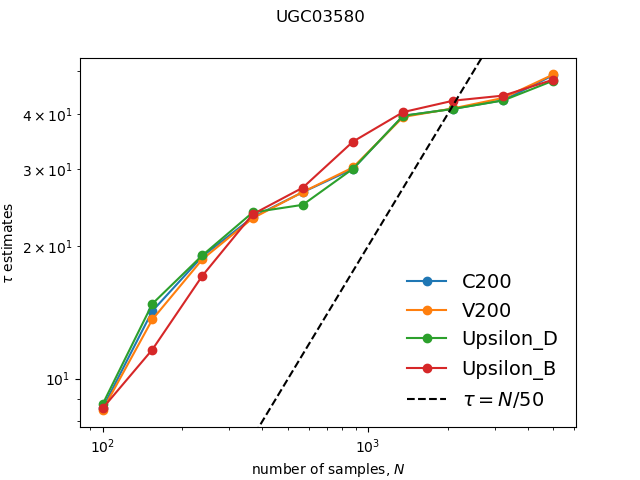 UGC03580
4 × 10¹
3 × 10¹
2 × 10¹
10¹
τ estimates
C200
V200
Upsilon_D
Upsilon_B
τ = N/50
10² 10³
number of samples, N